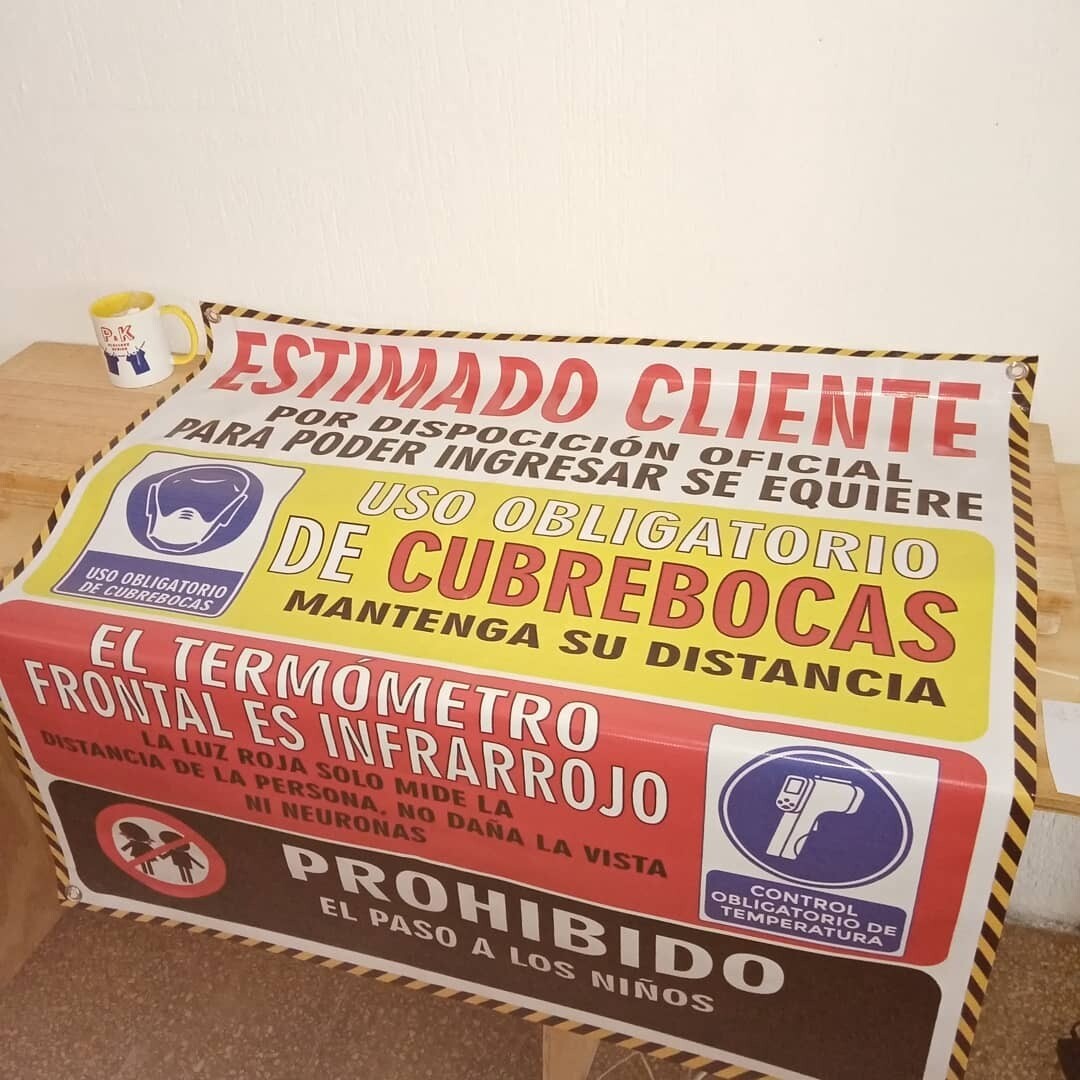 P&K
ESTIMADO CLIENTE
POR DISPOCICIÓN OFICIAL
PARA PODER INGRESAR SE EQUIERE
USO OBLIGATORIO
DE CUBREBOCAS
USO OBLIGATORIO
DE CUBREBOCAS
MANTENGA SU DISTANCIA
EL TERMÓMETRO
FRONTAL ES INFRARROJO
LA LUZ ROJA SOLO MIDE LA
DISTANCIA DE LA PERSONA, NO DAÑA LA VISTA
NI NEURONAS
CONTROL
OBLIGATORIO DE
TEMPERATURA
PROHIBIDO
EL PASO A LOS NIÑOS